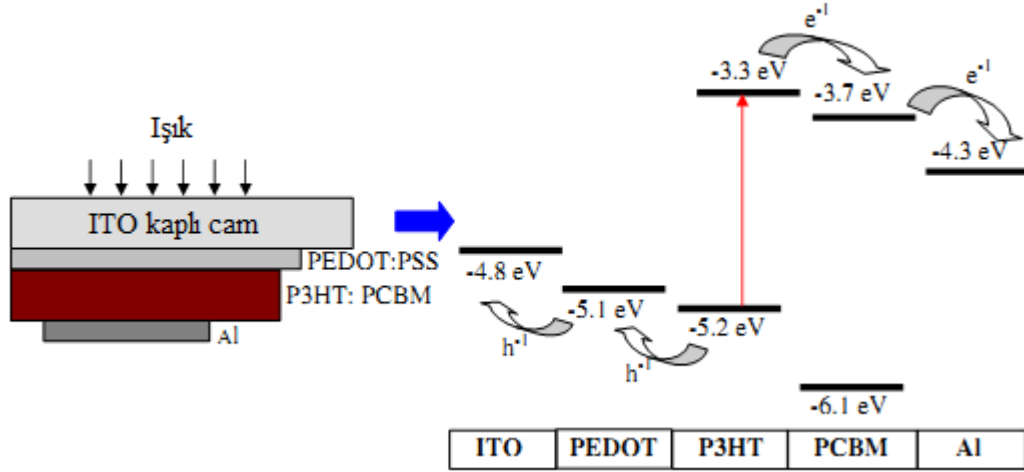 Işık
ITO kaplı cam
PEDOT:PSS
P3HT: PCBM
Al
e•1
-3.3 eV
-3.7 eV
e•1
-4.3 eV
-4.8 eV
-5.1 eV
-5.2 eV
h•1
h•1
-6.1 eV
ITO PEDOT P3HT PCBM Al